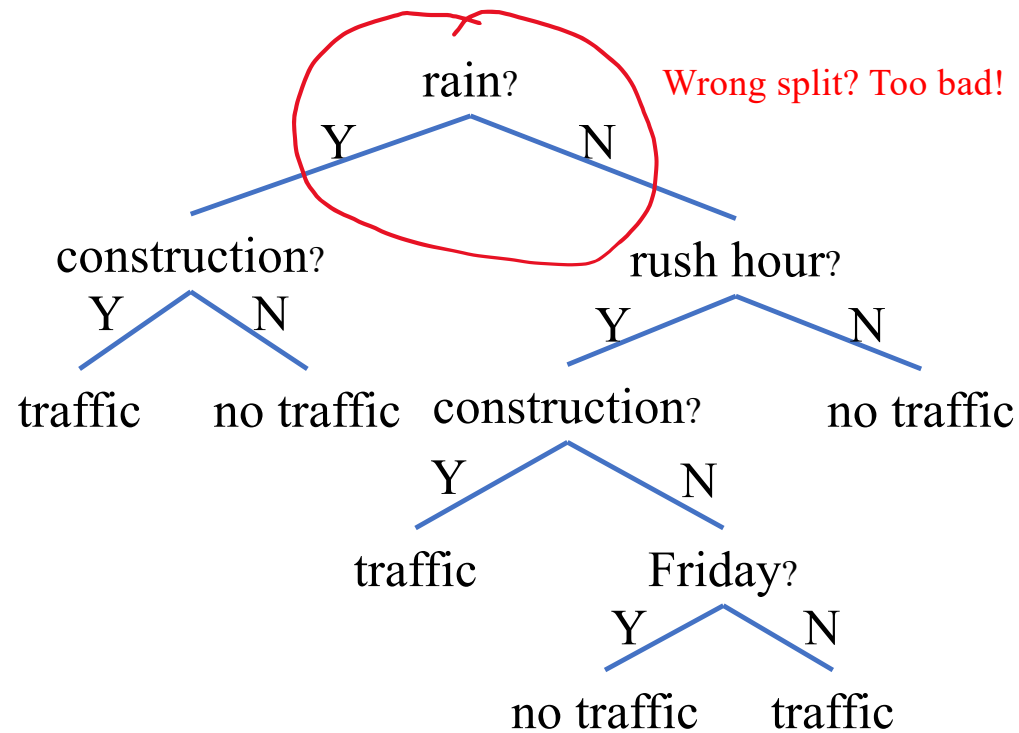 rain?
Wrong split? Too bad!
Y
N
construction?
rush hour?
Y
N
Y
N
traffic
no traffic
construction?
no traffic
Y
N
traffic
Friday?
Y
N
no traffic
traffic